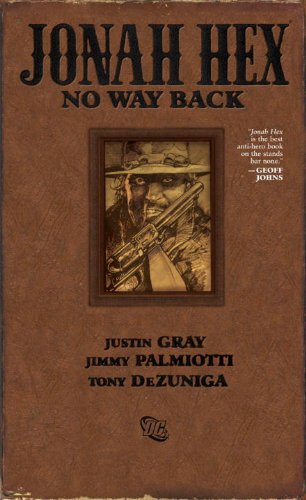 JONAH HEX
NO WAY BACK
"Jonah Hex
is the best
anti-hero book
on the stands
bar none."
—GEOFF
JOHNS
JUSTIN GRAY
JIMMY PALMIOTTI
TONY DeZUNIGA
DC